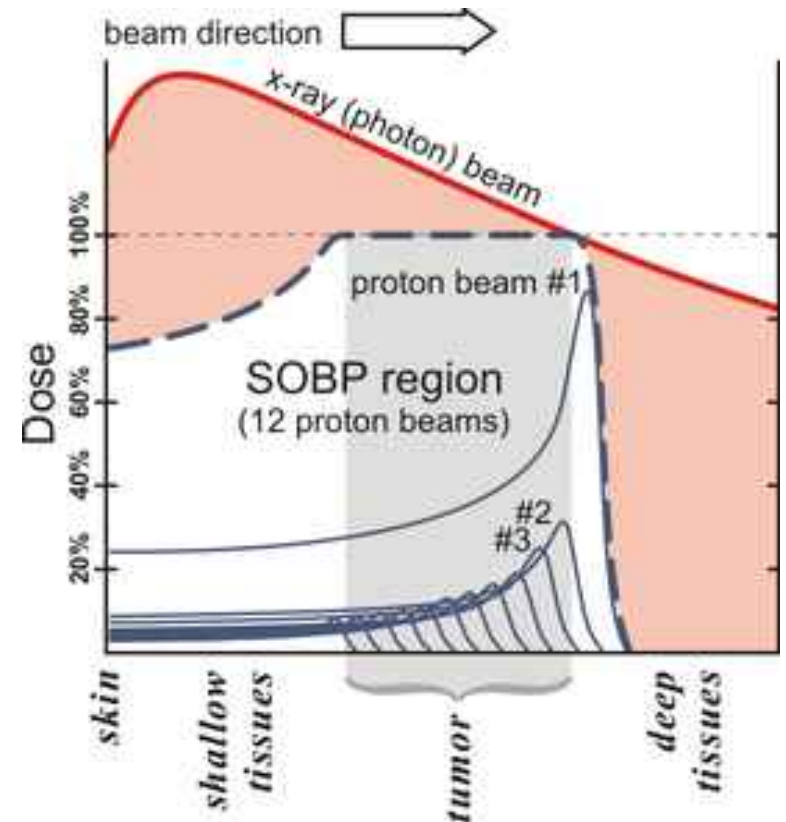 beam direction
x-ray (photon) beam
100%
proton beam #1
80%
SOBP region
(12 proton beams)
60%
Dose
40%
#2
#3
20%
skin
shallow
tissues
tumor
deep
tissues